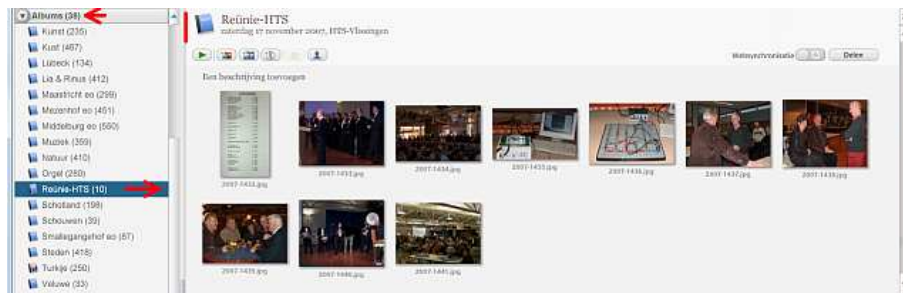 Albums (38)
Kunst (235)
Kust (467)
Lübeck (134)
Lia & Rinus (412)
Maastricht eo (299)
Mezenhof eo (451)
Middelburg eo (560)
Muziek (359)
Natuur (410)
Orgel (280)
Reünie-HTS (10)
Schotland (198)
Schouwen (39)
Smallegangehof eo (87)
Steden (418)
Turkije (250)
Veluwe (33)
Reünie-HTS
zaterdag 17 november 2007, HTS-Vlissingen
Websynchronisatie
Delen
Een beschrijving toevoegen
2007-1432.jpg
2007-1433.jpg
2007-1434.jpg
2007-1435.jpg
2007-1436.jpg
2007-1437.jpg
2007-1438.jpg
2007-1439.jpg
2007-1440.jpg
2007-1441.jpg